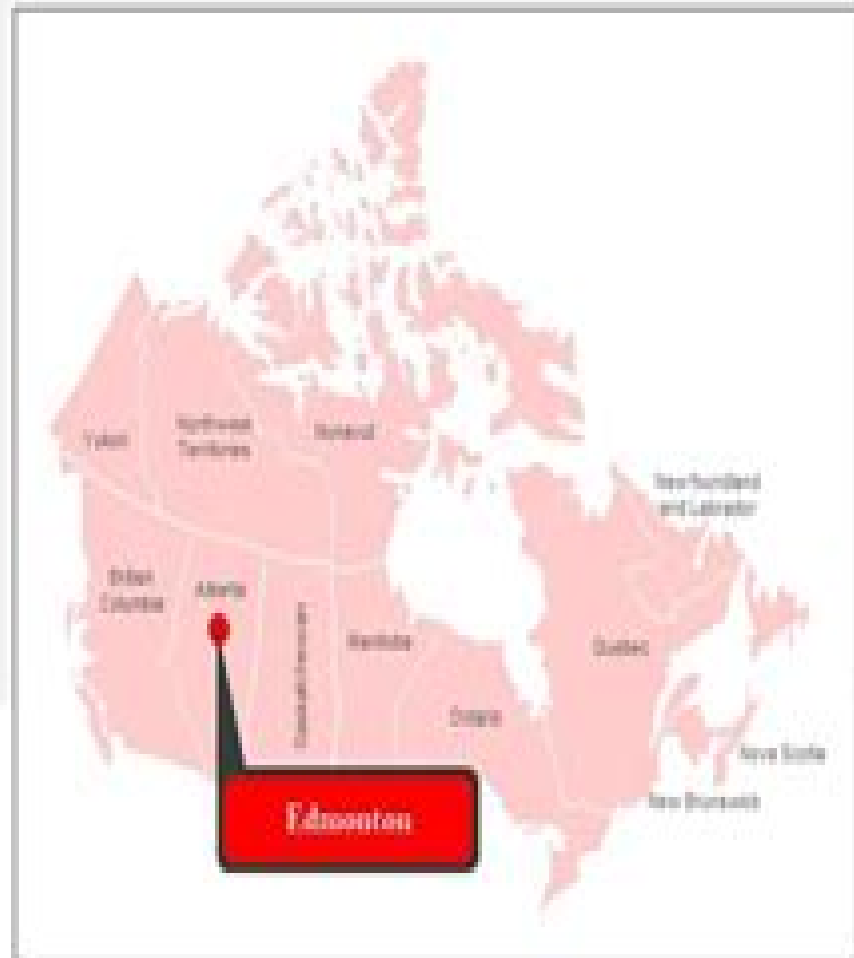 Yukon
Northwest
Territories
Nunavut
Newfoundland
and Labrador
British
Columbia
Alberta
Manitoba
Quebec
Ontario
Nova Scotia
New Brunswick
Edmonton